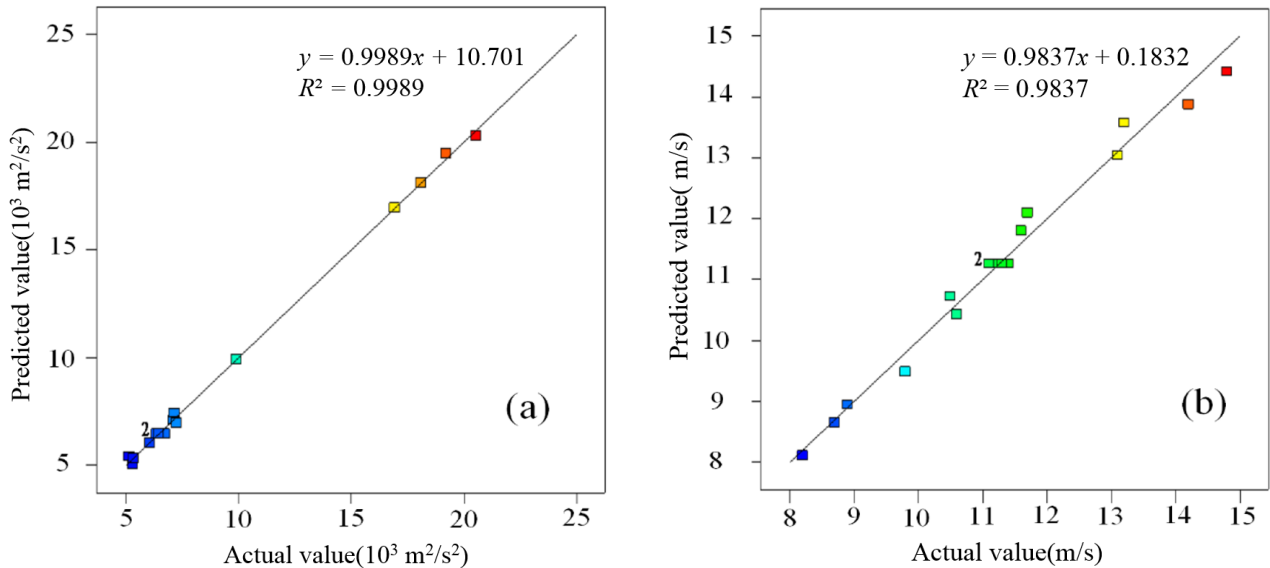 y = 0.9989x + 10.701
R² = 0.9989
Predicted value(10³ m²/s²)
25
20
15
10
5
2
(a)
5 10 15 20 25
Actual value(10³ m²/s²)
y = 0.9837x + 0.1832
R² = 0.9837
Predicted value( m/s)
15
14
13
12
11
10
9
8
2
(b)
8 9 10 11 12 13 14 15
Actual value(m/s)